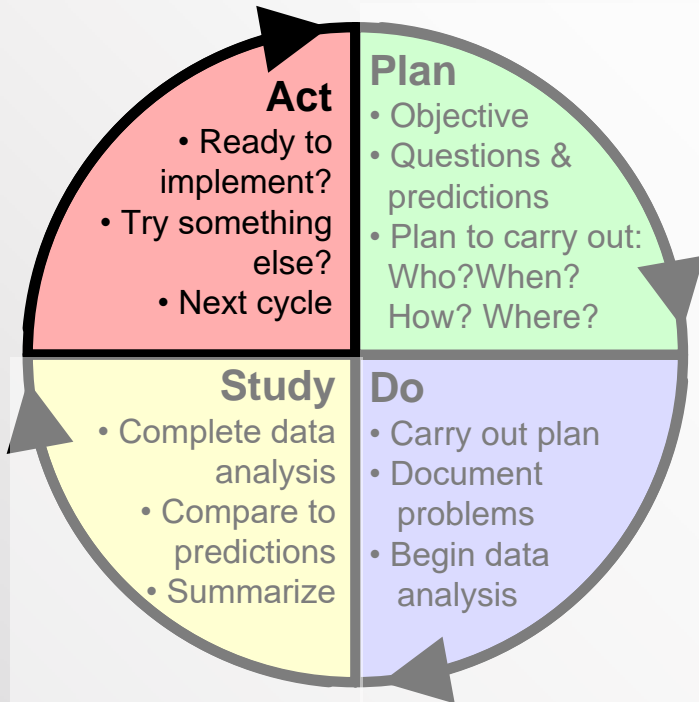 Act
• Ready to
implement?
• Try something
else?
• Next cycle
Plan
• Objective
• Questions &
predictions
• Plan to carry out:
Who?When?
How? Where?
Study
• Complete data
analysis
• Compare to
predictions
• Summarize
Do
• Carry out plan
• Document
problems
• Begin data
analysis